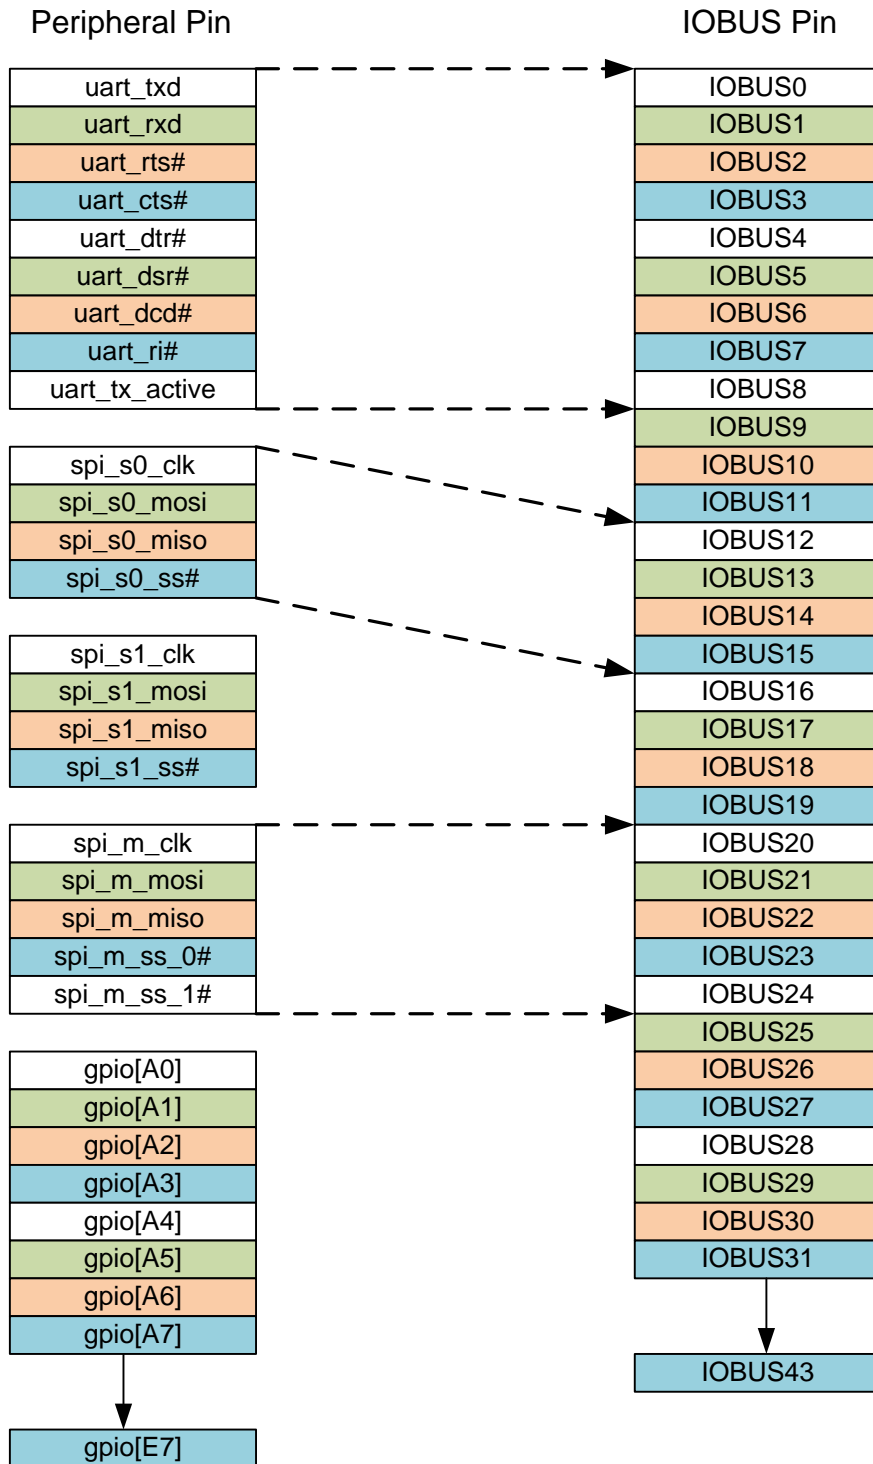 Peripheral Pin
uart_txd
uart_rxd
uart_rts#
uart_cts#
uart_dtr#
uart_dsr#
uart_dcd#
uart_ri#
uart_tx_active
spi_s0_clk
spi_s0_mosi
spi_s0_miso
spi_s0_ss#
spi_s1_clk
spi_s1_mosi
spi_s1_miso
spi_s1_ss#
spi_m_clk
spi_m_mosi
spi_m_miso
spi_m_ss_0#
spi_m_ss_1#
gpio[A0]
gpio[A1]
gpio[A2]
gpio[A3]
gpio[A4]
gpio[A5]
gpio[A6]
gpio[A7]
gpio[E7]
IOBUS Pin
IOBUS0
IOBUS1
IOBUS2
IOBUS3
IOBUS4
IOBUS5
IOBUS6
IOBUS7
IOBUS8
IOBUS9
IOBUS10
IOBUS11
IOBUS12
IOBUS13
IOBUS14
IOBUS15
IOBUS16
IOBUS17
IOBUS18
IOBUS19
IOBUS20
IOBUS21
IOBUS22
IOBUS23
IOBUS24
IOBUS25
IOBUS26
IOBUS27
IOBUS28
IOBUS29
IOBUS30
IOBUS31
IOBUS43